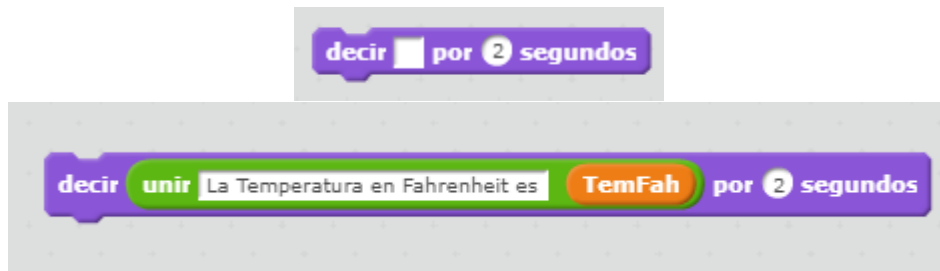 decir por 2 segundos
decir unir La Temperatura en Fahrenheit es TemFah por 2 segundos